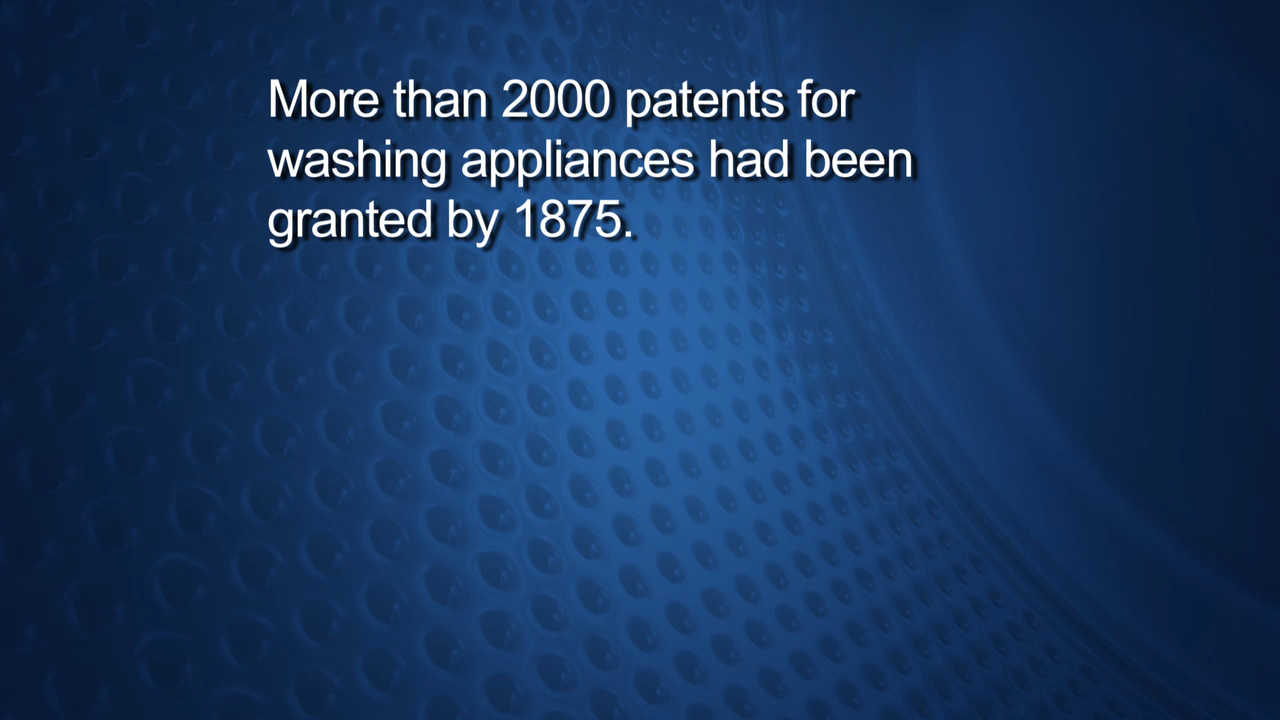 More than 2000 patents for
washing appliances had been
granted by 1875.